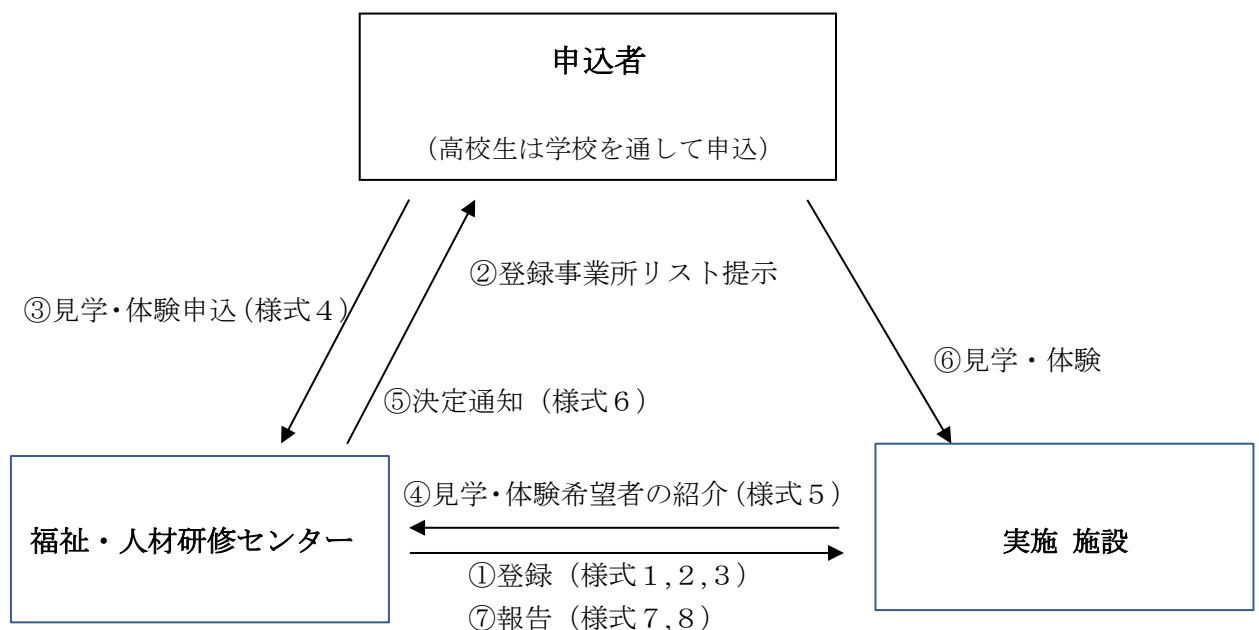 申込者
(高校生は学校を通して申込)
②登録事業所リスト提示
③見学・体験申込(様式4)
⑥見学・体験
⑤決定通知(様式6)
④見学・体験希望者の紹介(様式5)
福祉・人材研修センター
実施 施設
①登録(様式1,2,3)
⑦報告(様式7,8)